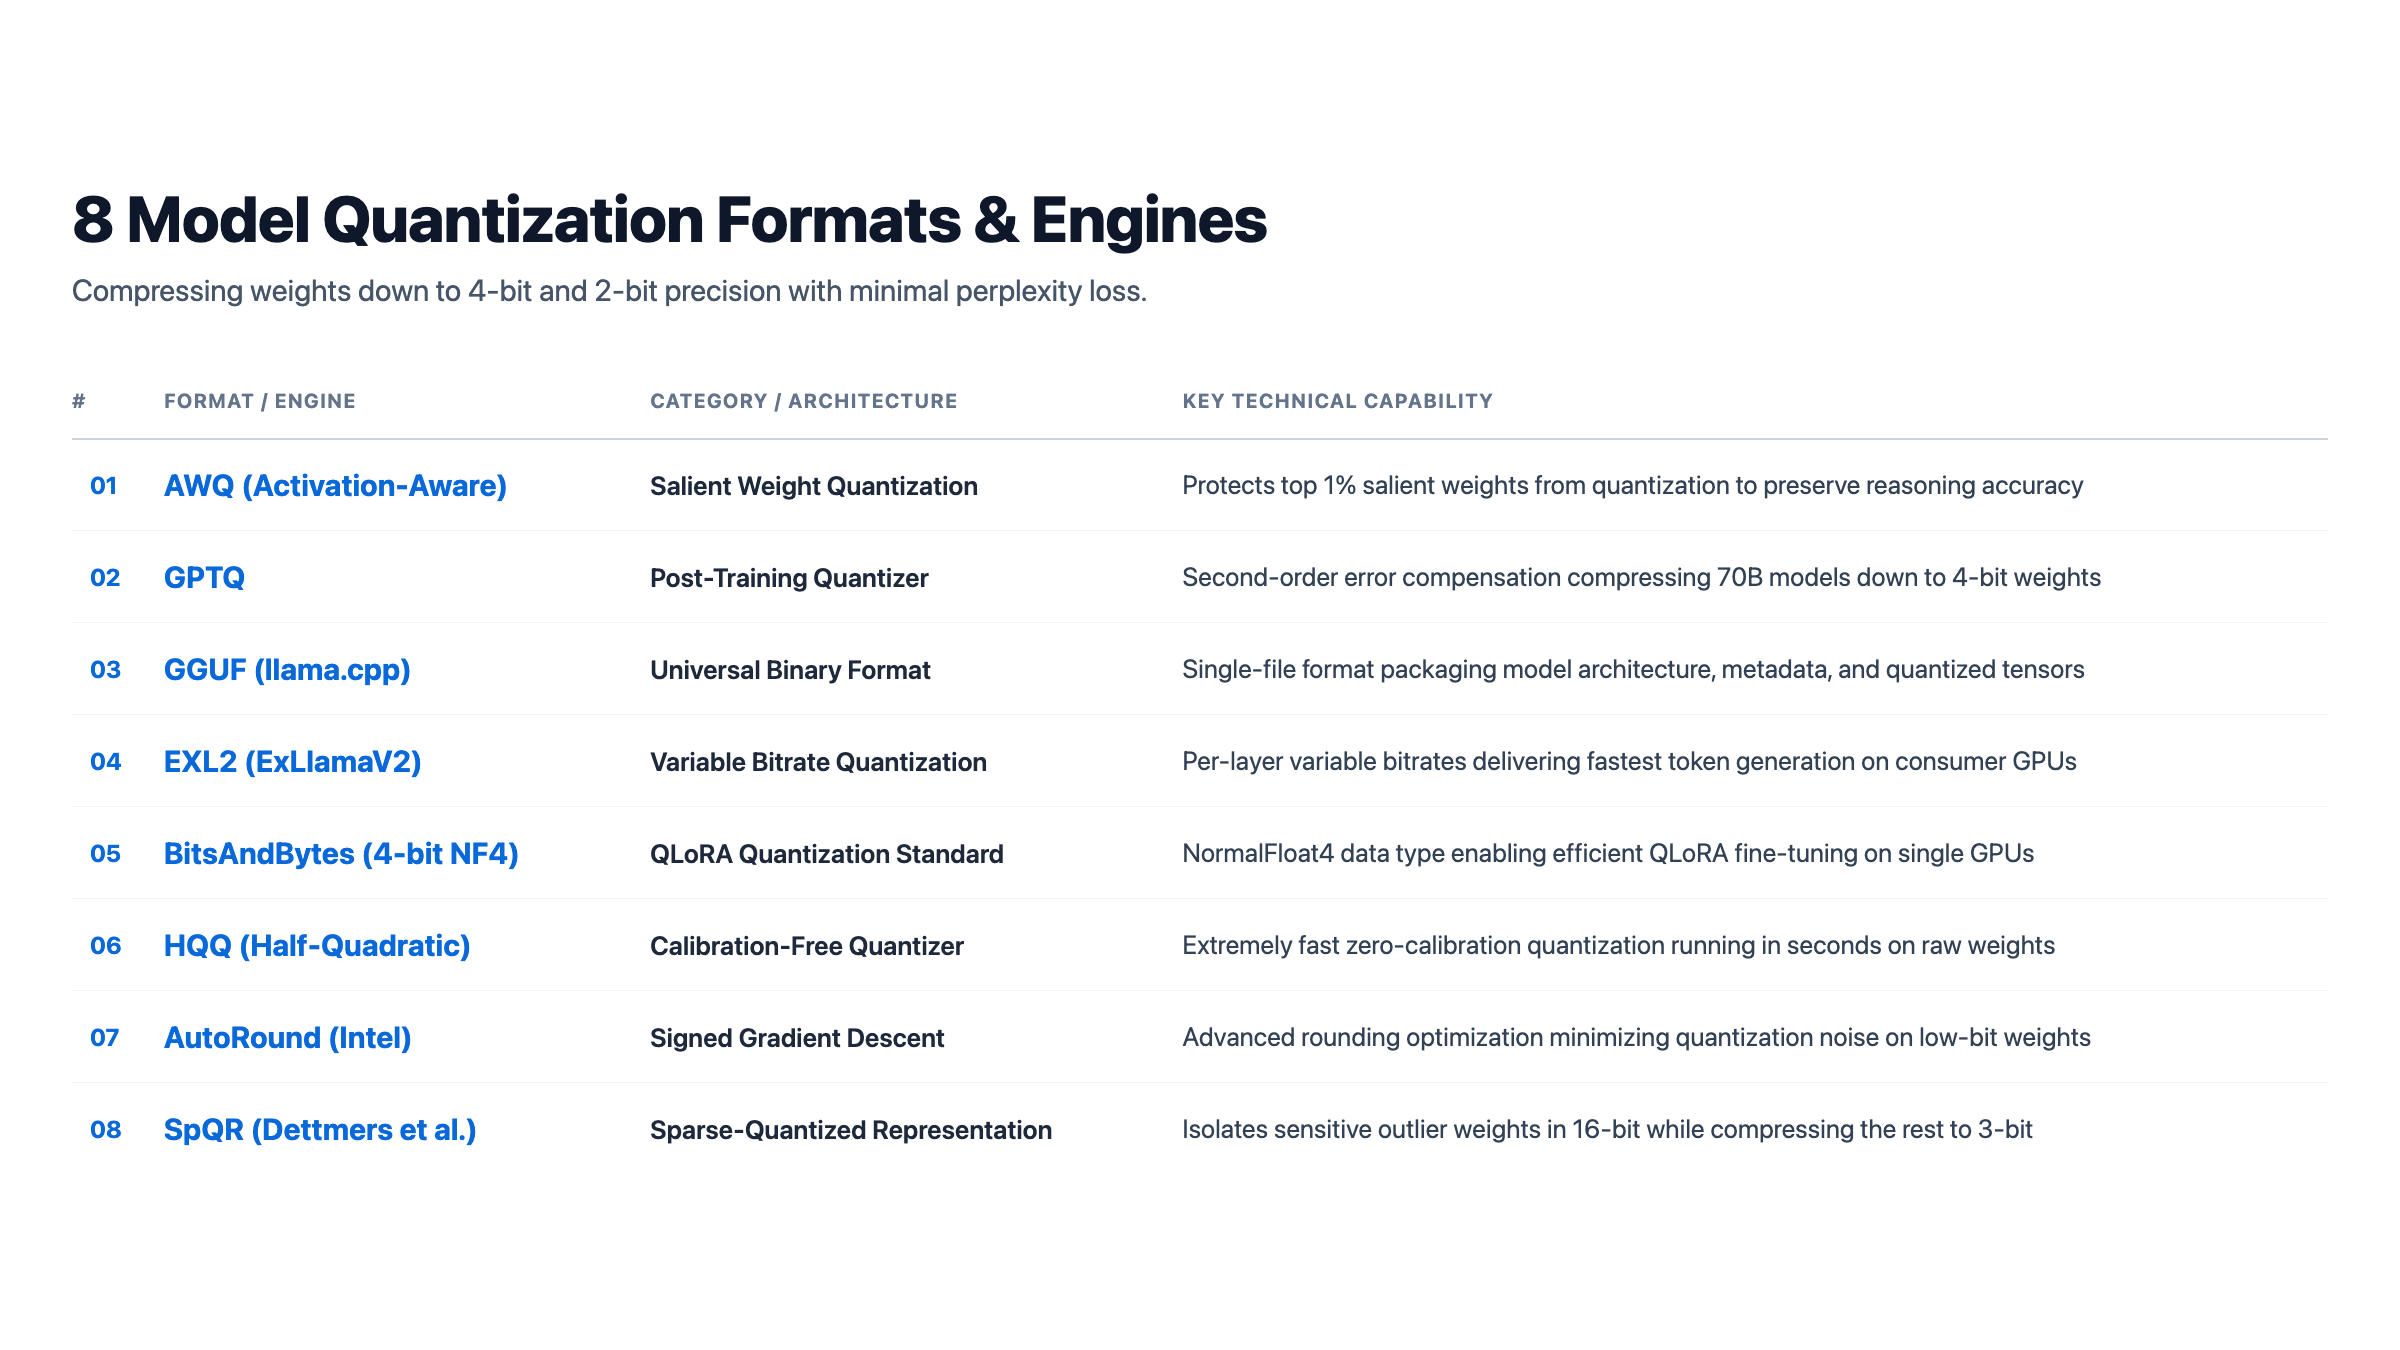 8 Model Quantization Formats & Engines
Compressing weights down to 4-bit and 2-bit precision with minimal perplexity loss.
# FORMAT / ENGINE CATEGORY / ARCHITECTURE KEY TECHNICAL CAPABILITY
01 AWQ (Activation-Aware) Salient Weight Quantization Protects top 1% salient weights from quantization to preserve reasoning accuracy
02 GPTQ Post-Training Quantizer Second-order error compensation compressing 70B models down to 4-bit weights
03 GGUF (llama.cpp) Universal Binary Format Single-file format packaging model architecture, metadata, and quantized tensors
04 EXL2 (ExLlamaV2) Variable Bitrate Quantization Per-layer variable bitrates delivering fastest token generation on consumer GPUs
05 BitsAndBytes (4-bit NF4) QLoRA Quantization Standard NormalFloat4 data type enabling efficient QLoRA fine-tuning on single GPUs
06 HQQ (Half-Quadratic) Calibration-Free Quantizer Extremely fast zero-calibration quantization running in seconds on raw weights
07 AutoRound (Intel) Signed Gradient Descent Advanced rounding optimization minimizing quantization noise on low-bit weights
08 SpQR (Dettmers et al.) Sparse-Quantized Representation Isolates sensitive outlier weights in 16-bit while compressing the rest to 3-bit